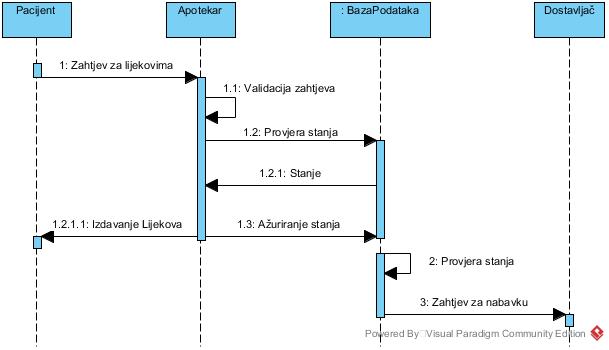 Pacijent
Apotekar
: BazaPodataka
Dostavljač
1: Zahtjev za lijekovima
1.1: Validacija zahtjeva
1.2: Provjera stanja
1.2.1: Stanje
1.2.1.1: Izdavanje Lijekova
1.3: Ažuriranje stanja
2: Provjera stanja
3: Zahtjev za nabavku
Powered By Visual Paradigm Community Edition